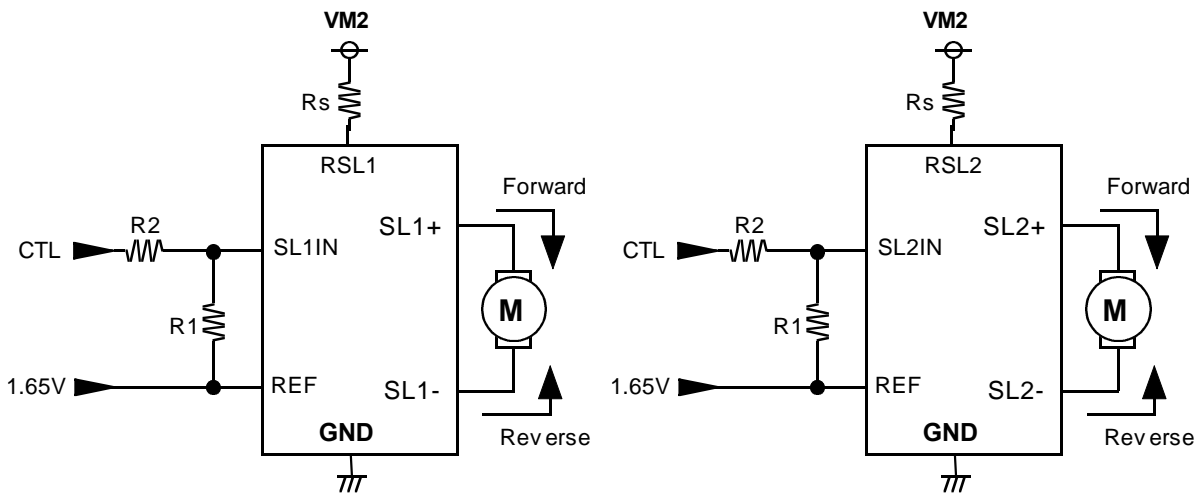 VM2
Rs
RSL1
Forward
R2
SL1+
CTL
SL1IN
M
R1
1.65V
REF
SL1-
GND
Reverse
VM2
Rs
RSL2
Forward
R2
SL2+
CTL
SL2IN
M
R1
1.65V
REF
SL2-
GND
Reverse